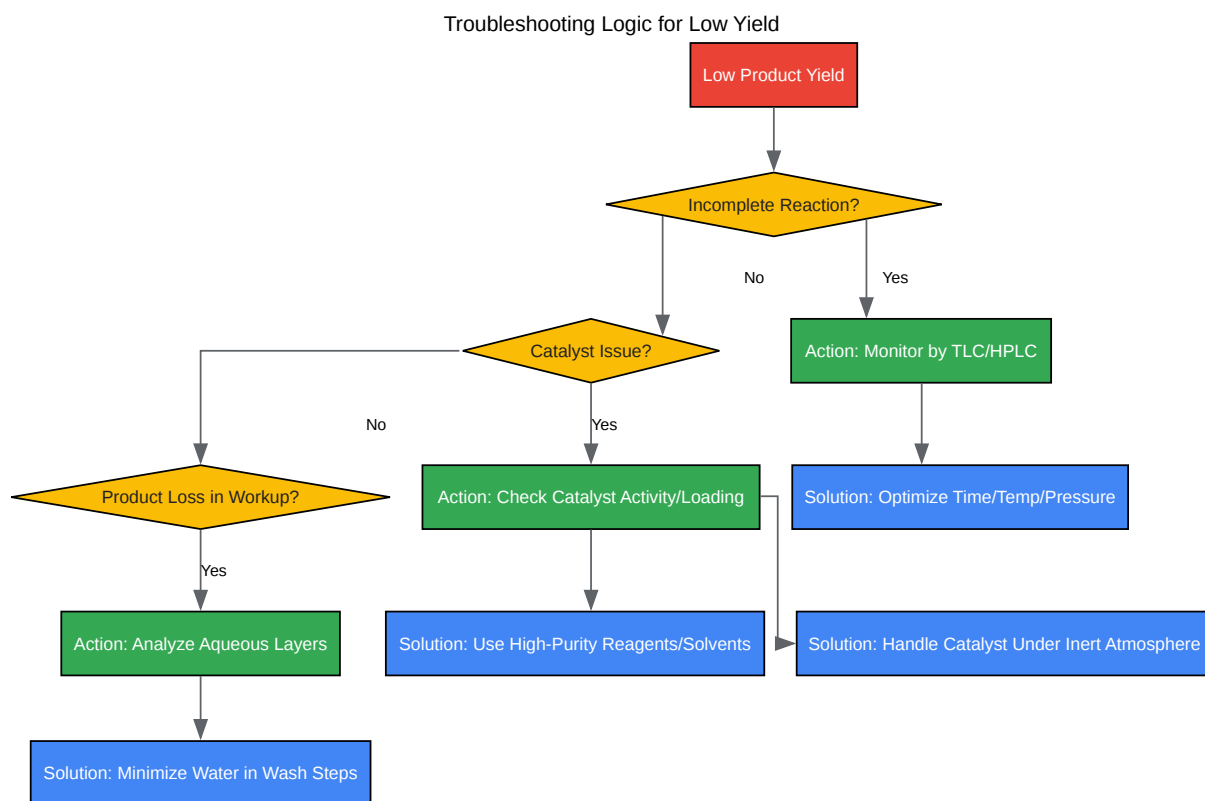 Troubleshooting Logic for Low Yield
Low Product Yield
Incomplete Reaction?
No
Yes
Catalyst Issue?
Action: Monitor by TLC/HPLC
No
Yes
Product Loss in Workup?
Action: Check Catalyst Activity/Loading
Solution: Optimize Time/Temp/Pressure
Yes
Action: Analyze Aqueous Layers
Solution: Use High-Purity Reagents/Solvents
Solution: Handle Catalyst Under Inert Atmosphere
Solution: Minimize Water in Wash Steps